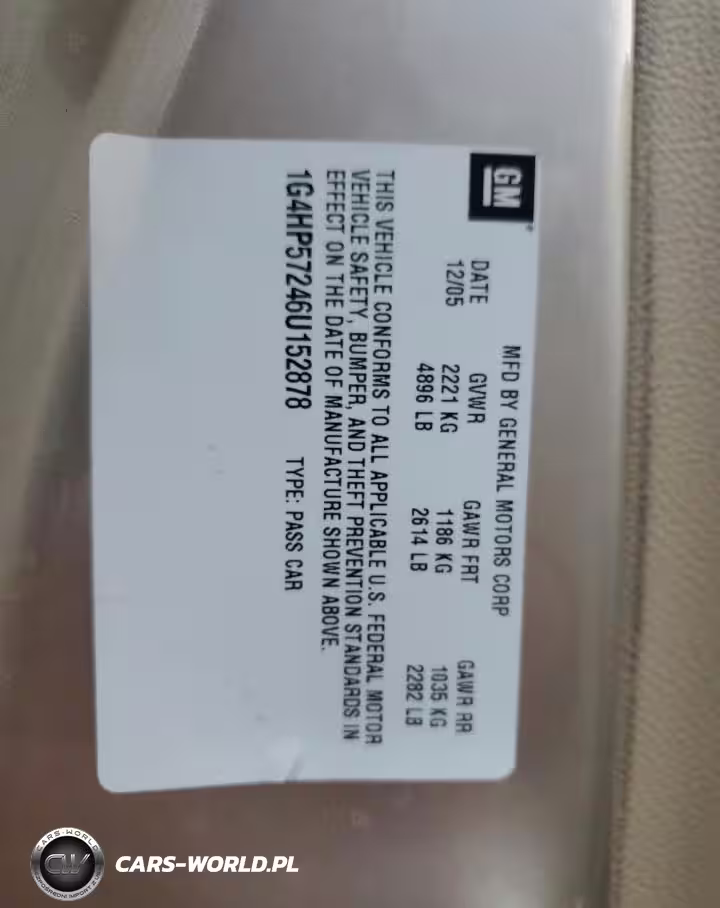 GM
MFD BY GENERAL MOTORS CORP
DATE GVWR GAWR FRT GAWR RR
12/05 2221 KG 1186 KG 1035 KG
4896 LB 2614 LB 2282 LB
THIS VEHICLE CONFORMS TO ALL APPLICABLE U.S. FEDERAL MOTOR
VEHICLE SAFETY, BUMPER, AND THEFT PREVENTION STANDARDS IN
EFFECT ON THE DATE OF MANUFACTURE SHOWN ABOVE.
1G4HP57246U152878 TYPE: PASS CAR
CARS-WORLD
CW
CARS-WORLD.PL